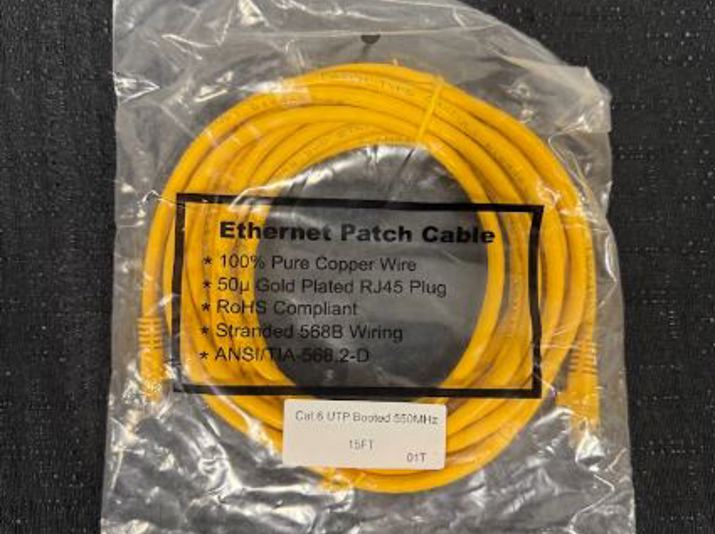 Ethernet Patch Cable
* 100% Pure Copper Wire
* 50µ Gold Plated RJ45 Plug
* RoHS Compliant
* Stranded 568B Wiring
* ANSI/TIA-568.2-D
Cat.6 UTP Booted 550MHz
15FT
01T